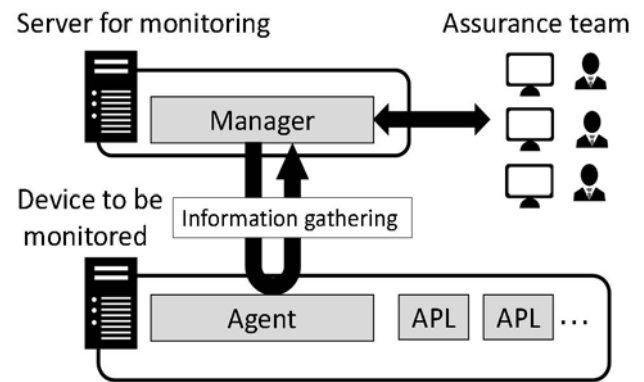 Server for monitoring
Assurance team
Manager
Device to be
monitored
Information gathering
Agent
APL
APL
...